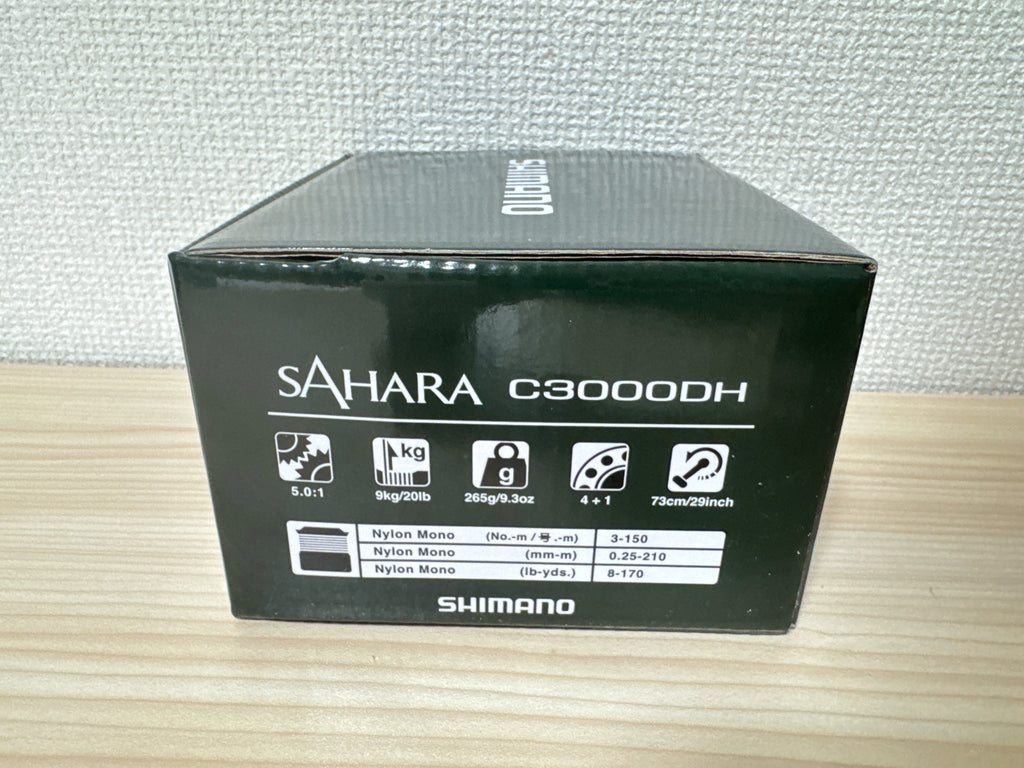 SHIMANO
SAHARA C3000DH
kg
g
5.0:1 9kg/20lb 265g/9.3oz 4+1 73cm/29inch
Nylon Mono (No.-m / 号.-m) 3-150
Nylon Mono (mm-m) 0.25-210
Nylon Mono (lb-yds.) 8-170
SHIMANO